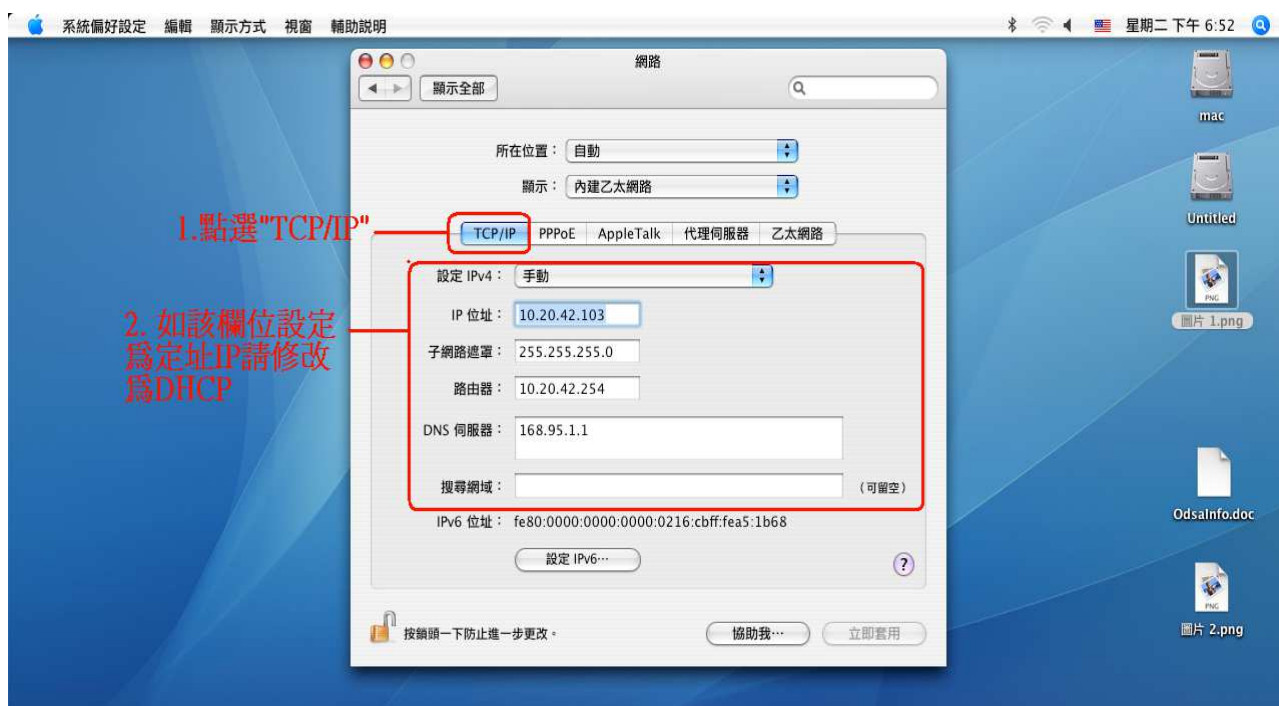 系統偏好設定 編輯 顯示方式 視窗 輔助說明 星期二 下午 6:52
網路
顯示全部
所在位置： 自動
顯示： 內建乙太網路
1.點選"TCP/IP"
TCP/IP PPPoE AppleTalk 代理伺服器 乙太網路
設定 IPv4： 手動
IP 位址： 10.20.42.103
子網路遮罩： 255.255.255.0
路由器： 10.20.42.254
DNS 伺服器： 168.95.1.1
搜尋網域： （可留空）
2. 如該欄位設定
為定址IP請修改
為DHCP
IPv6 位址： fe80:0000:0000:0000:0216:cbff:fea5:1b68
設定 IPv6…
?
按鎖頭一下防止進一步更改。
協助我… 立即套用
mac
Untitled
PNG
圖片 1.png
OdsaInfo.doc
PNG
圖片 2.png